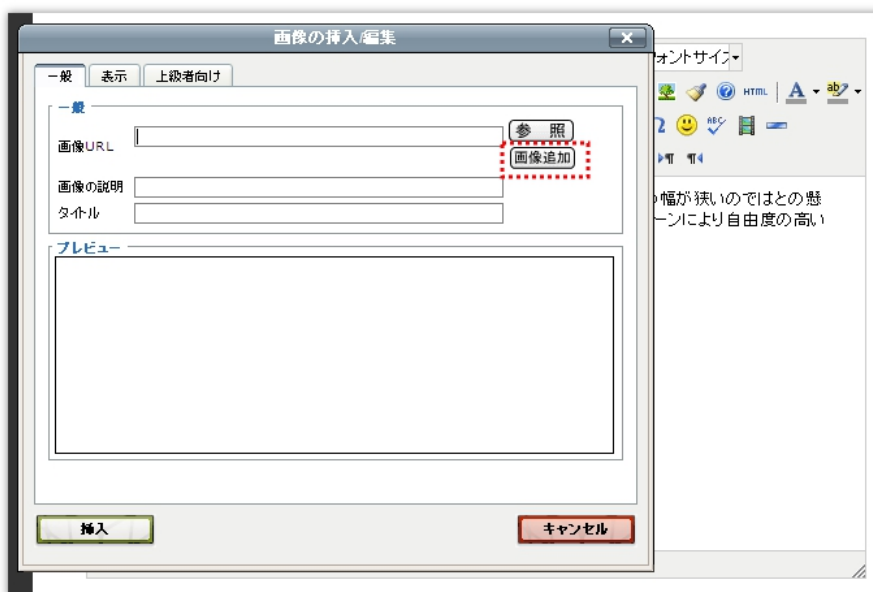 画像の挿入/編集
一般
表示
上級者向け
一般
画像URL
参 照
画像追加
画像の説明
タイトル
プレビュー
挿入
キャンセル
フォントサイズ
HTML
A
ab
ABC
幅が狭いのではとの懸
ーンにより自由度の高い